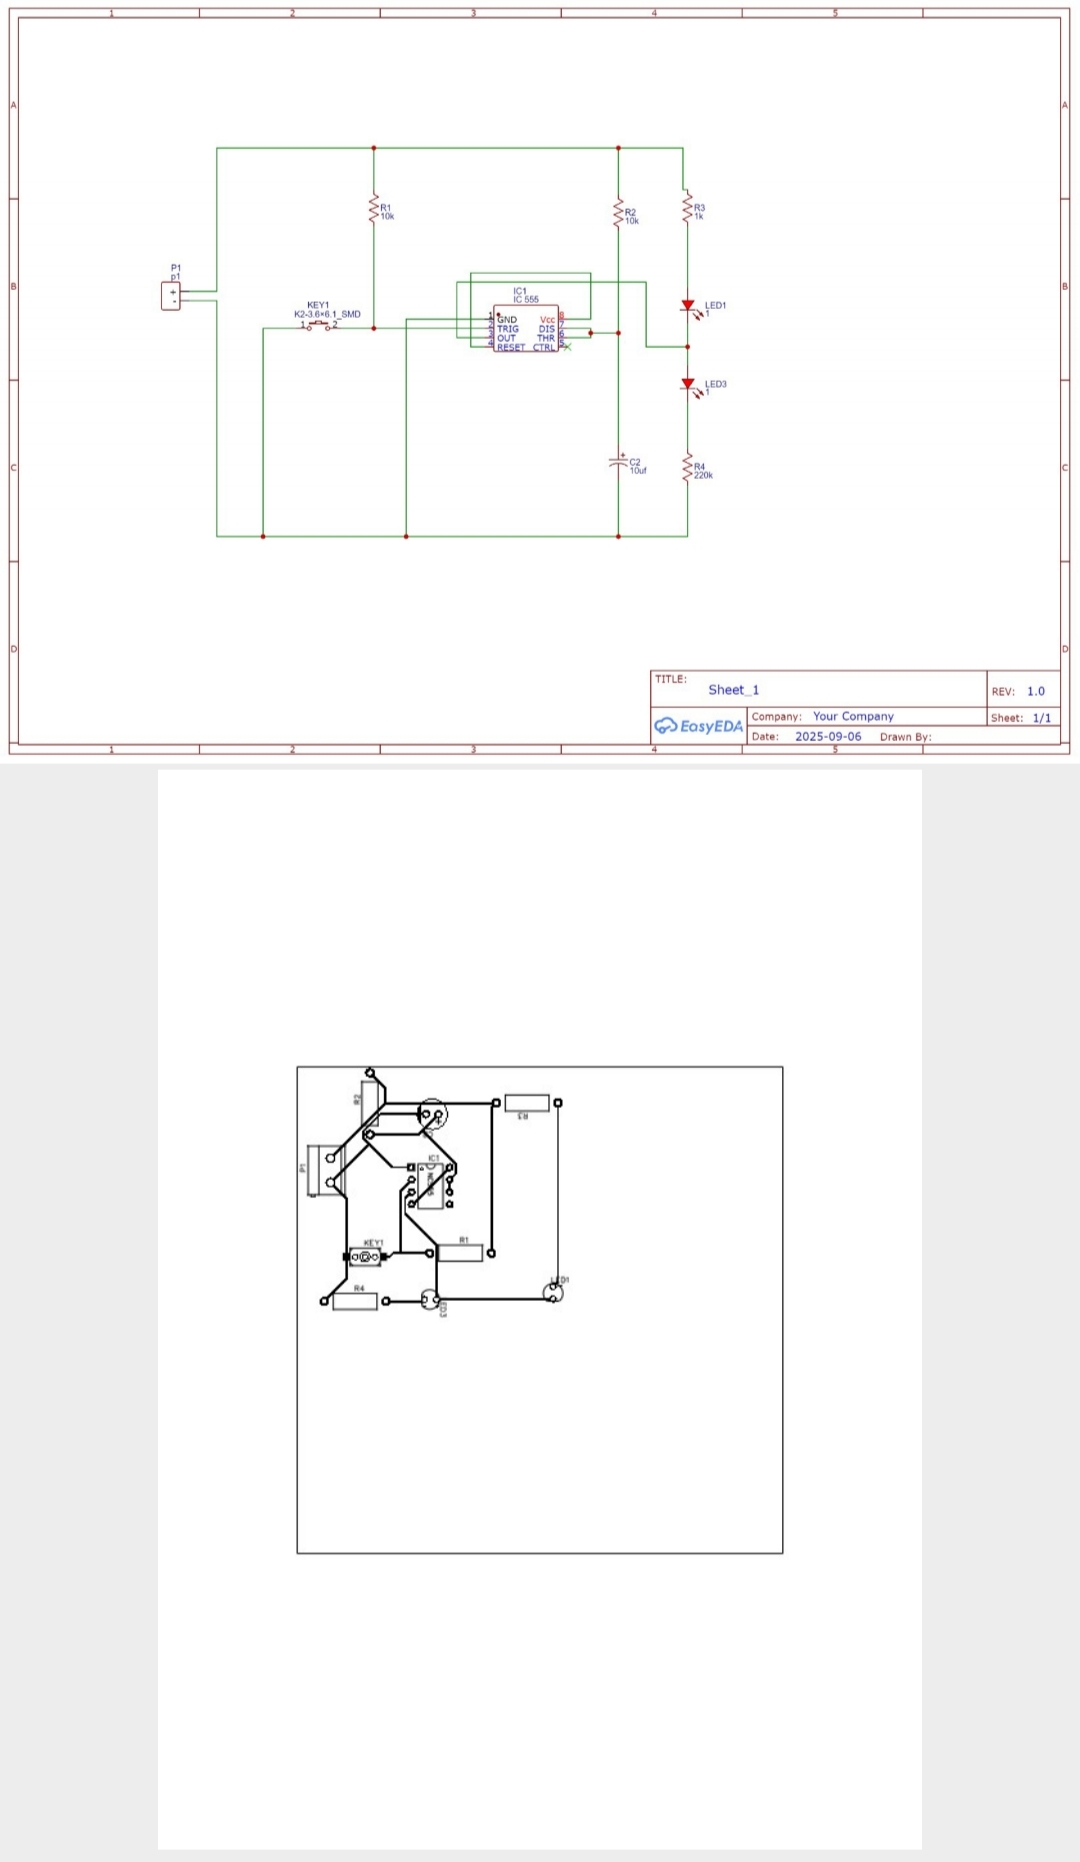 1 2 3 4 5
A A
R1
10k
R2
10k
R3
1k
P1
p1
B B
IC1
IC 555
KEY1
K2-3.6×6.1_SMD
1 2
LED1
1
1 GND Vcc 8
2 TRIG DIS 7
3 OUT THR 6
4 RESET CTRL 5
LED3
1
C C
C2
10uf
R4
220k
D D
TITLE:
Sheet_1
REV: 1.0
EasyEDA
Company: Your Company
Sheet: 1/1
Date: 2025-09-06 Drawn By:
1 2 3 4 5
R2
R3
P1
IC1
KEY1
R1
LED1
R4